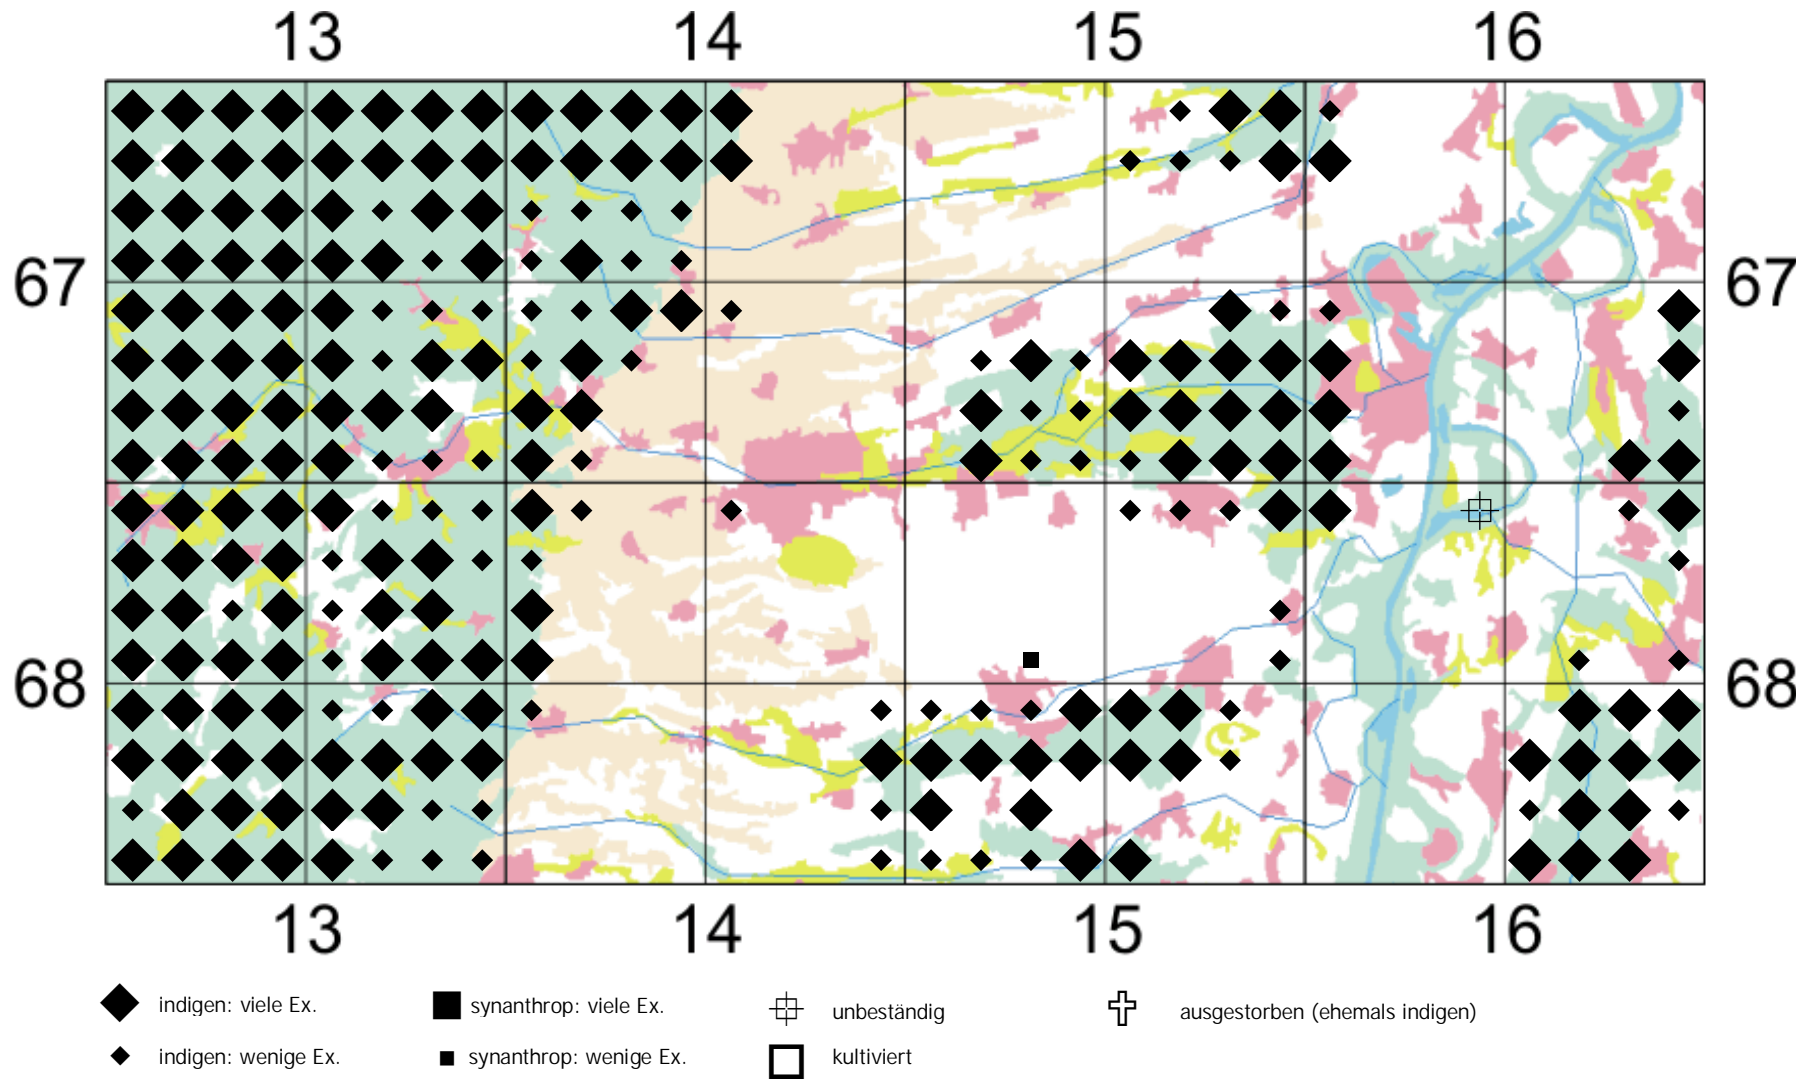 13 14 15 16
67 67
68 68
13 14 15 16
indigen: viele Ex. synanthrop: viele Ex. unbeständig ausgestorben (ehemals indigen)
indigen: wenige Ex. synanthrop: wenige Ex. kultiviert